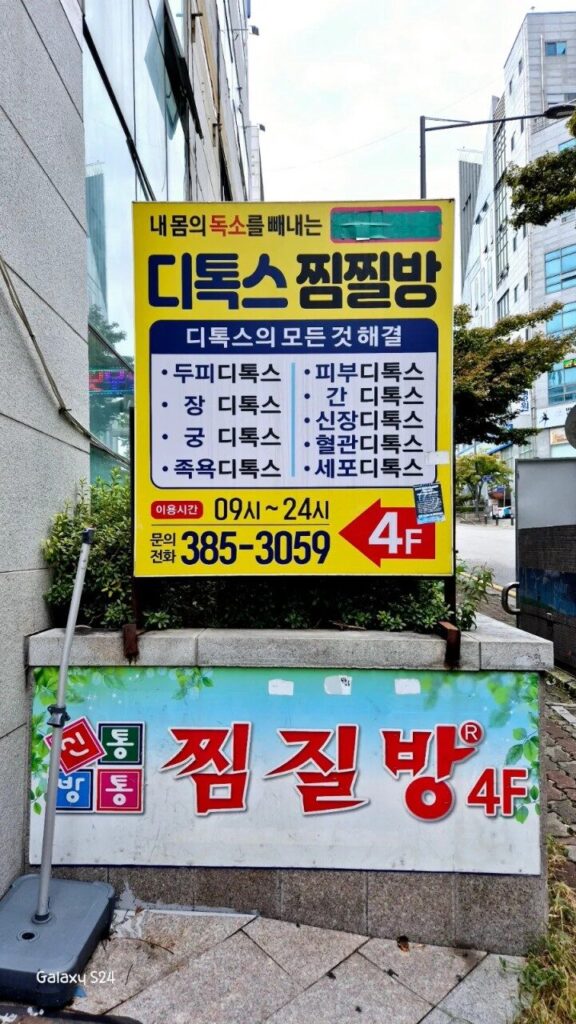 내 몸의 독소를 빼내는
디톡스 찜찔방
디톡스의 모든 것 해결
· 두피디톡스
· 장 디톡스
· 궁 디톡스
· 족욕디톡스
· 피부디톡스
· 간 디톡스
· 신장디톡스
· 혈관디톡스
· 세포디톡스
이용시간 09시 ~ 24시
문의전화 385-3059
4F
신통
방통
찜질방® 4F
Galaxy S24